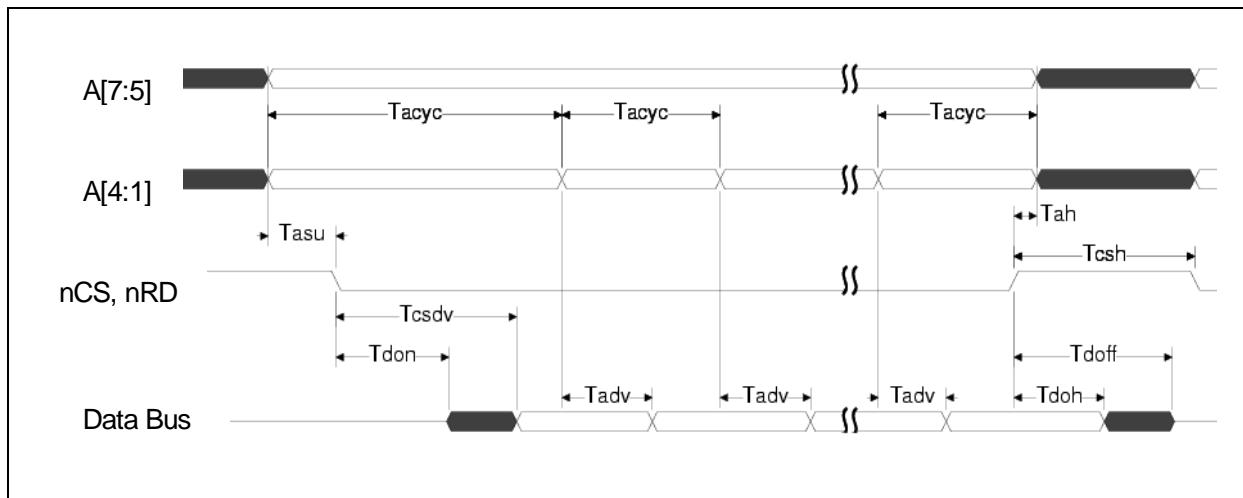 A[7:5]
Tacyc Tacyc Tacyc
A[4:1]
Tah
Tasu
Tcsh
nCS, nRD
Tcsdv
Tdon Tdoff
Tadv Tadv Tadv Tdoh
Data Bus